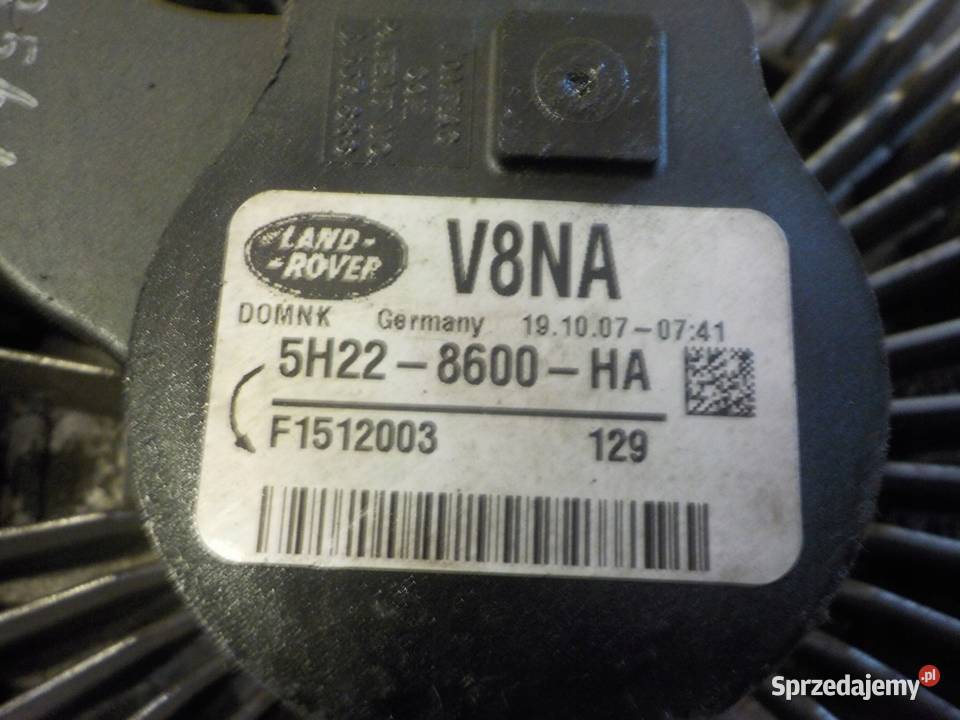 LAND-
-ROVER
V8NA
DOMNK Germany 19.10.07-07:41
5H22-8600-HA
F1512003 129
Sprzedajemy.pl